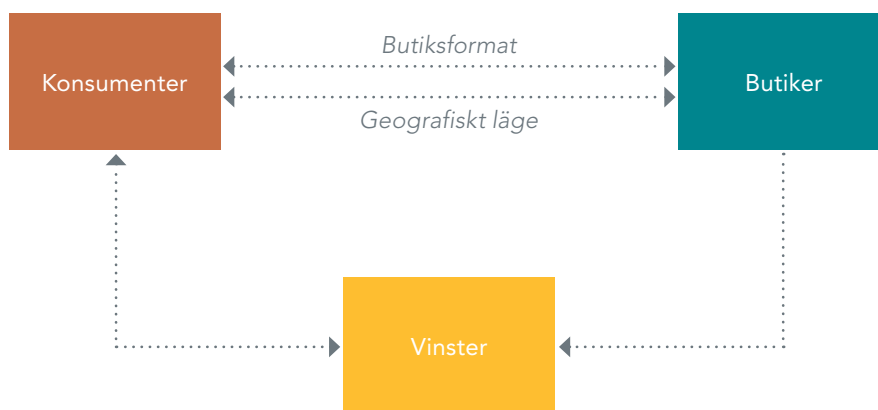 Butiksformat
Konsumenter
Butiker
Geografiskt läge
Vinster